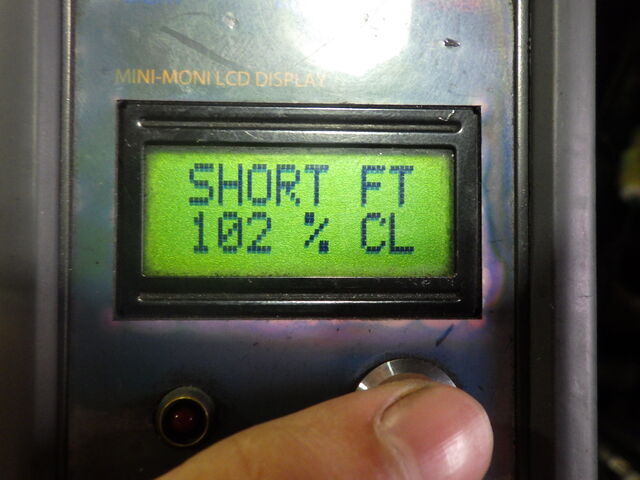 MINI-MONI LCD DISPLAY
SHORT FT
102 % CL